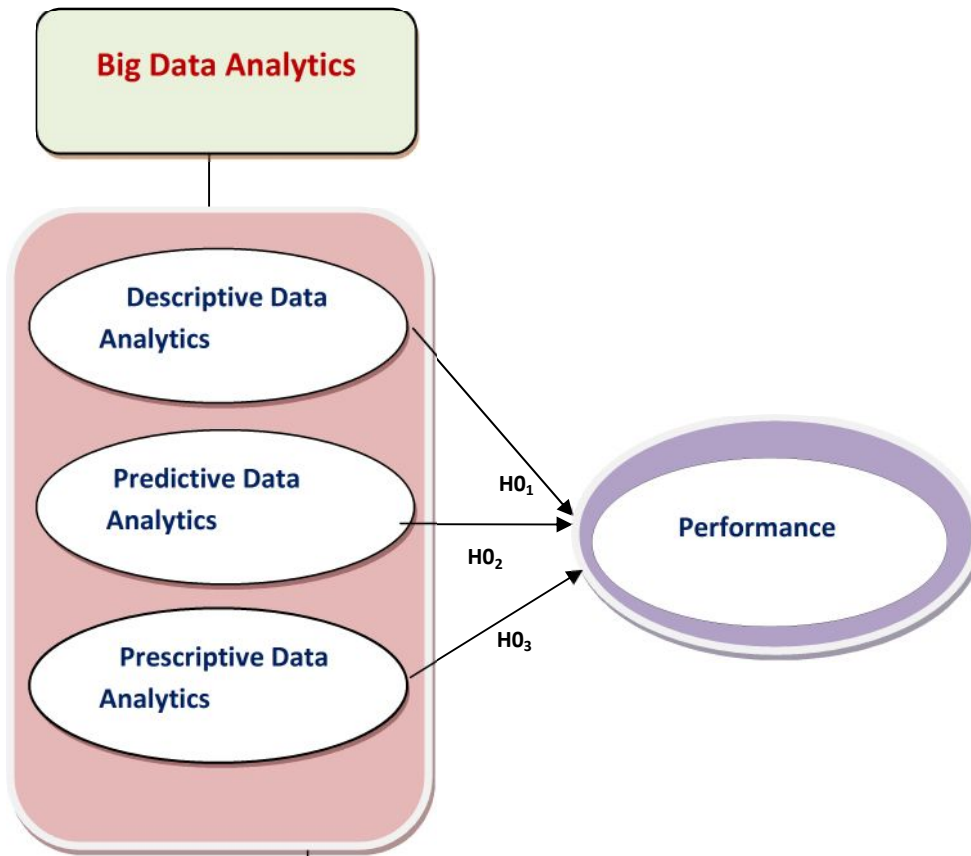 Big Data Analytics
Descriptive Data
Analytics
Predictive Data
Analytics
Prescriptive Data
Analytics
H0₁
H0₂
H0₃
Performance